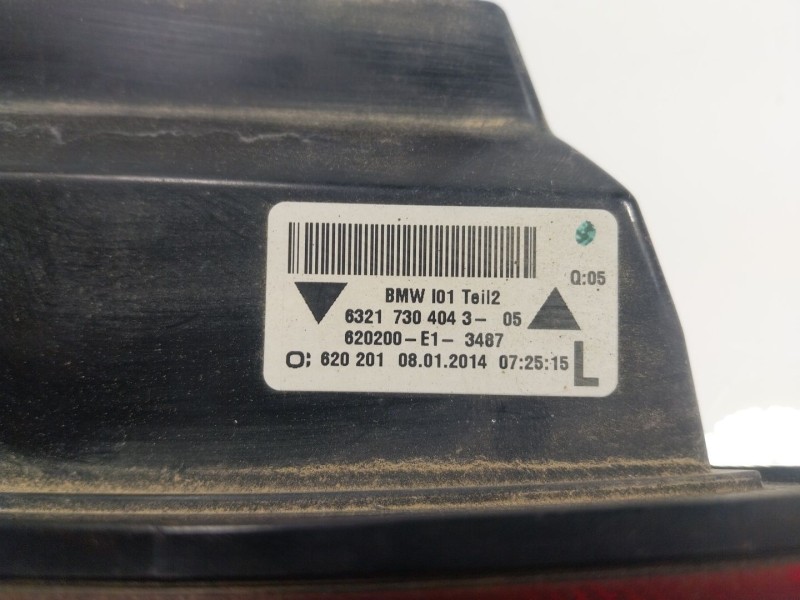 Q:05
BMW I01 Teil2
6321 730 404 3- 05
620200-E1- 3487
620 201 08.01.2014 07:25:15
L